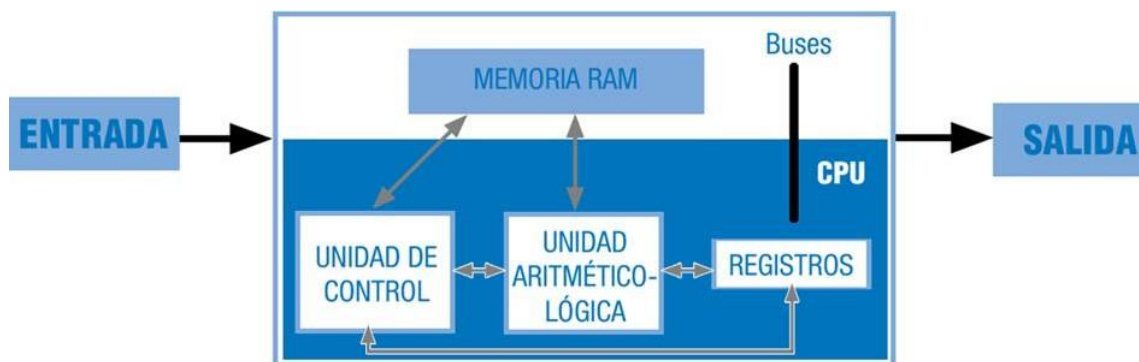 Buses
MEMORIA RAM
ENTRADA
SALIDA
CPU
UNIDAD DE
CONTROL
UNIDAD
ARITMÉTICO-
LÓGICA
REGISTROS